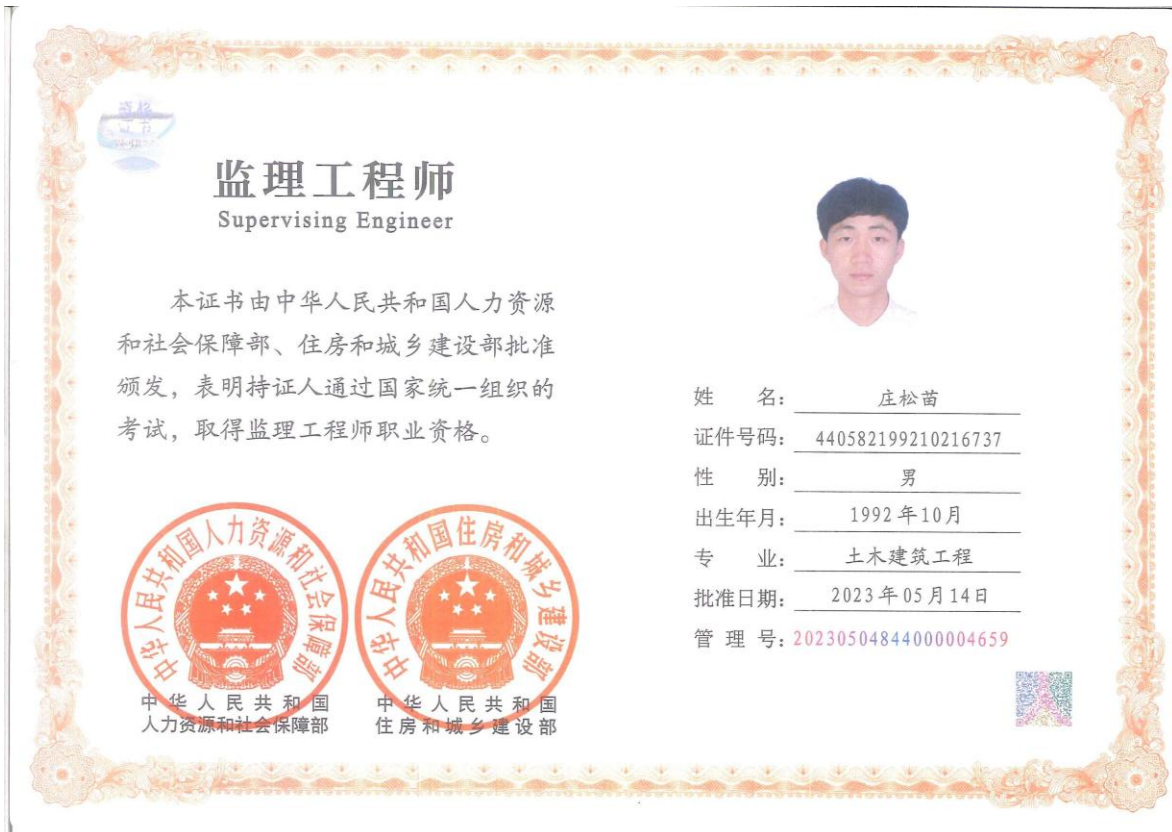 资格
证书
监理工程师
Supervising Engineer
本证书由中华人民共和国人力资源
和社会保障部、住房和城乡建设部批准
颁发，表明持证人通过国家统一组织的
考试，取得监理工程师职业资格。
中华人民共和国人力资源和社会保障部
中华人民共和国住房和城乡建设部
中华人民共和国
人力资源和社会保障部
中华人民共和国
住房和城乡建设部
姓 名：庄松苗
证件号码：440582199210216737
性 别：男
出生年月：1992年10月
专 业：土木建筑工程
批准日期：2023年05月14日
管 理 号：20230504844000004659